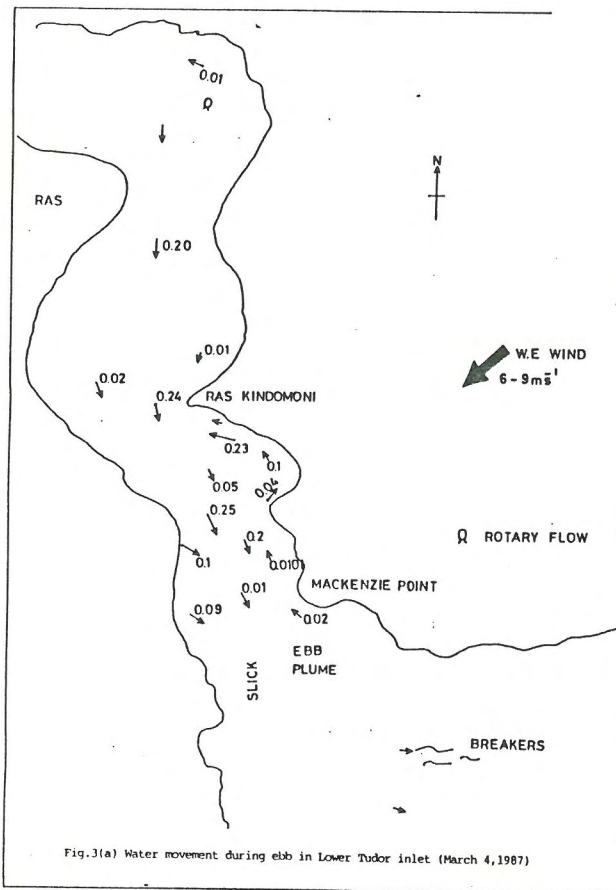 0.01
Ω
RAS
N
0.20
0.01
W.E WIND
6-9ms¯¹
0.02
0.24
RAS KINDOMONI
0.23
0.1
0.05
0.04
0.25
Ω ROTARY FLOW
0.2
0.1
0.0101
MACKENZIE POINT
0.01
0.09
0.02
EBB
PLUME
SLICK
BREAKERS
Fig.3(a) Water movement during ebb in Lower Tudor inlet (March 4,1987)